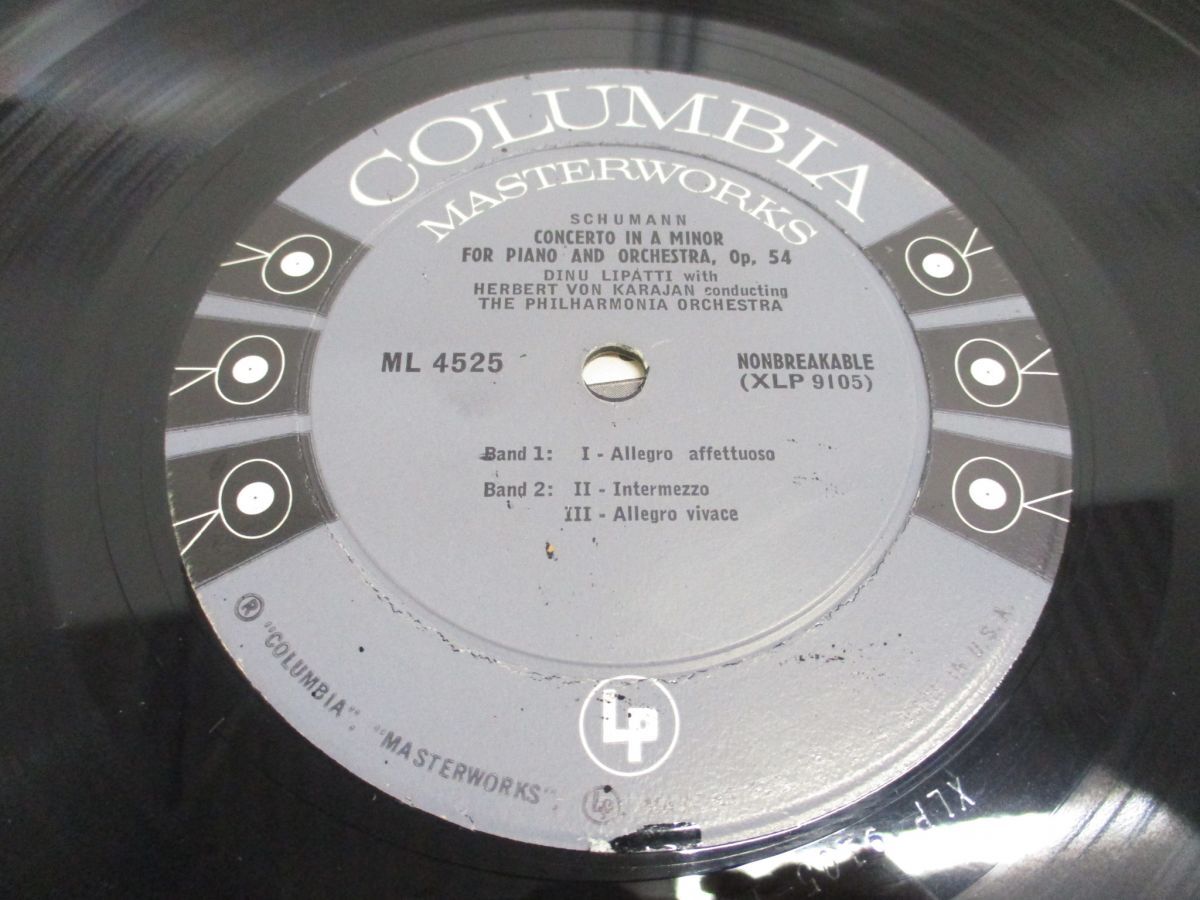 COLUMBIA
MASTERWORKS
SCHUMANN
CONCERTO IN A MINOR
FOR PIANO AND ORCHESTRA, Op. 54
DINU LIPATTI with
HERBERT VON KARAJAN conducting
THE PHILHARMONIA ORCHESTRA
ML 4525
NONBREAKABLE
(XLP 9105)
Band 1: I - Allegro affettuoso
Band 2: II - Intermezzo
III - Allegro vivace
LP
Ⓡ "COLUMBIA", "MASTERWORKS", Lp U.S.A.
XLP